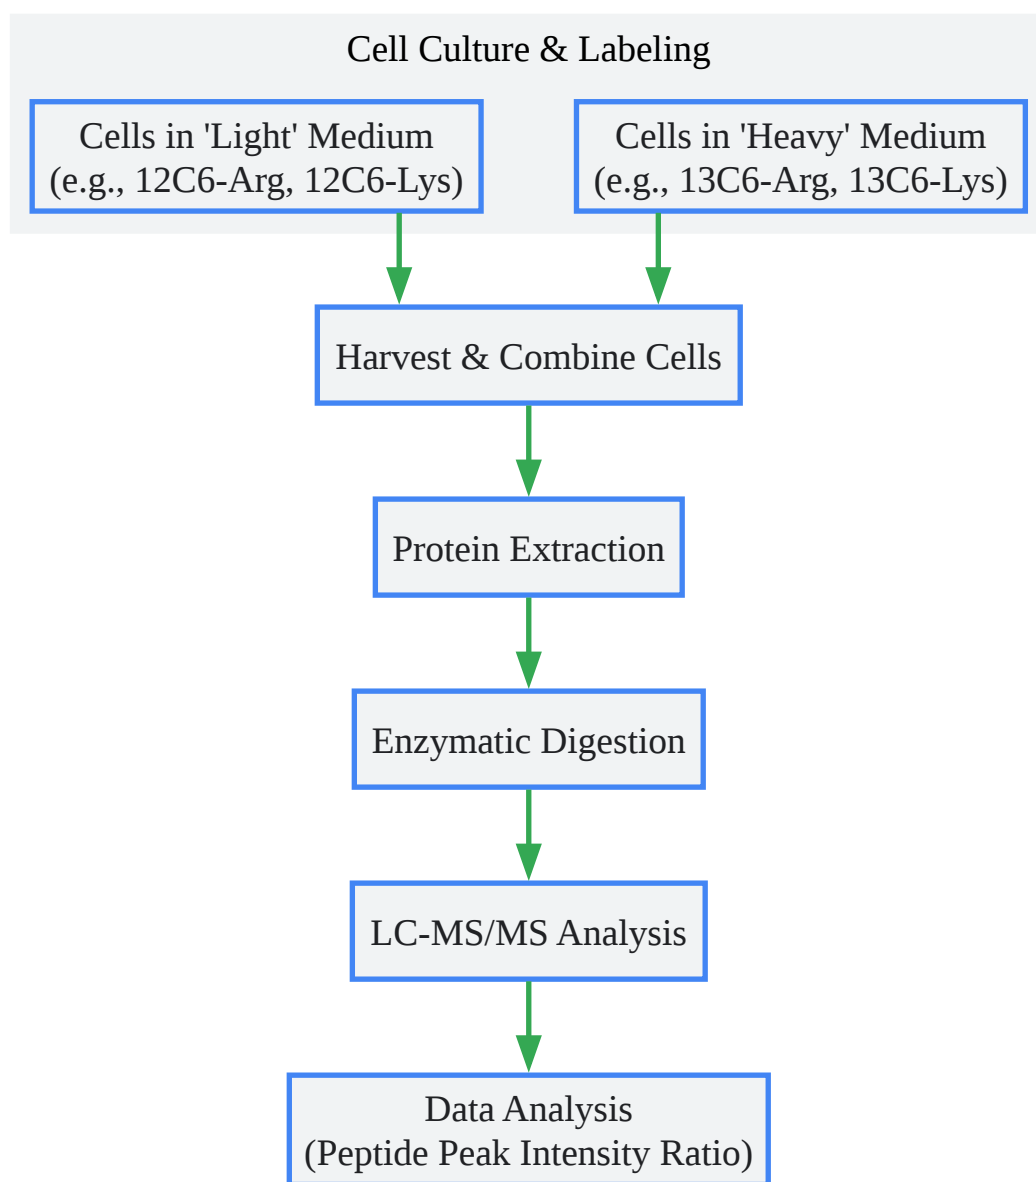 Cell Culture & Labeling
Cells in 'Light' Medium
(e.g., 12C6-Arg, 12C6-Lys)
Cells in 'Heavy' Medium
(e.g., 13C6-Arg, 13C6-Lys)
Harvest & Combine Cells
Protein Extraction
Enzymatic Digestion
LC-MS/MS Analysis
Data Analysis
(Peptide Peak Intensity Ratio)